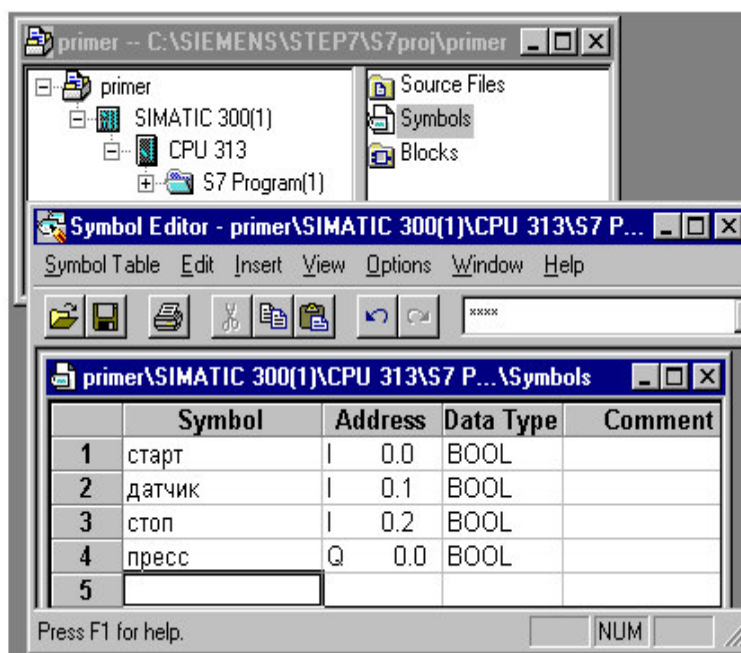 primer -- C:\SIEMENS\STEP7\S7proj\primer
primer
SIMATIC 300(1)
CPU 313
S7 Program(1)
Source Files
Symbols
Blocks
Symbol Editor - primer\SIMATIC 300(1)\CPU 313\S7 P...
Symbol Table Edit Insert View Options Window Help
xxxx
primer\SIMATIC 300(1)\CPU 313\S7 P...\Symbols
Symbol Address Data Type Comment
1 старт I 0.0 BOOL
2 датчик I 0.1 BOOL
3 стоп I 0.2 BOOL
4 пресс Q 0.0 BOOL
5
Press F1 for help. NUM